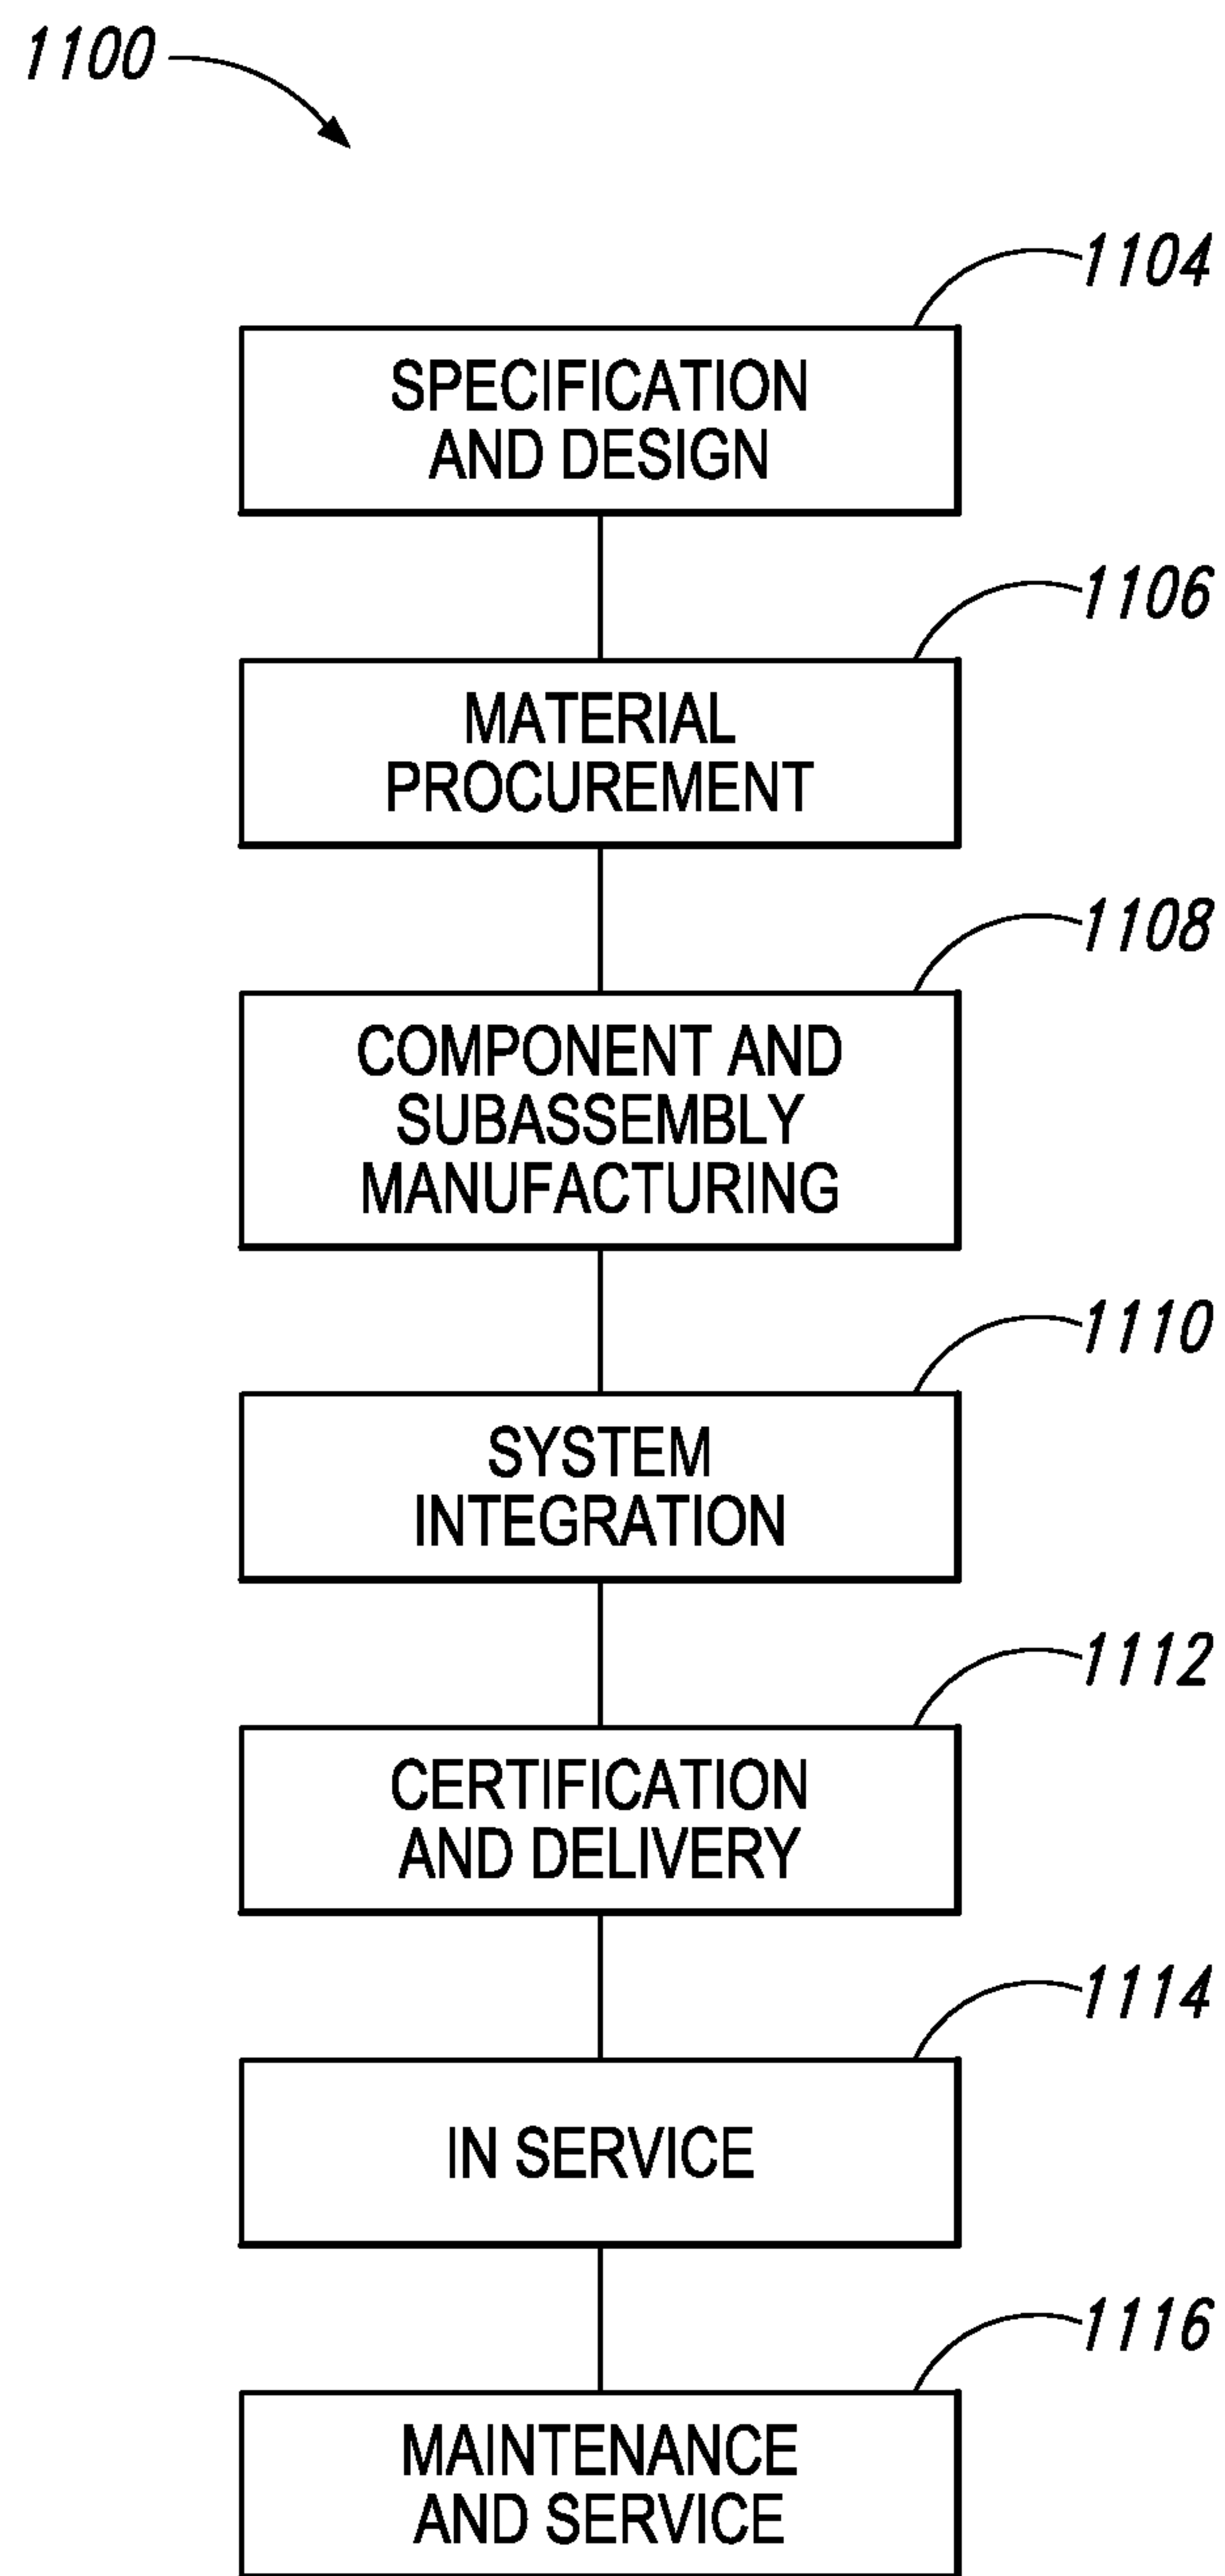 1100
1104
SPECIFICATION
AND DESIGN
1106
MATERIAL
PROCUREMENT
1108
COMPONENT AND
SUBASSEMBLY
MANUFACTURING
1110
SYSTEM
INTEGRATION
1112
CERTIFICATION
AND DELIVERY
1114
IN SERVICE
1116
MAINTENANCE
AND SERVICE